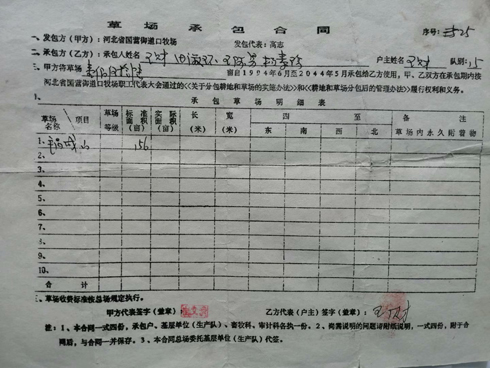 草场承包合同
序号:
一、发包方(甲方):河北省国营御道口牧场 发包代表:高志
二、承包方(乙方):承包人姓名 户主姓名 队别:15
三、甲方将草场 亩自1994年6月至2044年5月承包给乙方使用,甲、乙双方在承包期内按
河北省国营御道口牧场职工代表大会通过的《关于分包耕地和草场的实施办法》和《耕地和草场分包后的管理办法》履行权利和义务。
承包草场明细表
草场名称 项目 草场等级 标准面积(亩) 实际面积(亩) 长(米) 宽(米) 四至 东 南 西 北 备注 草场内永久附着物
1、 156
2、
3、
4、
5、
6、
7、
8、
9、
10、
合计
草场收费标准按总场规定执行。
甲方代表签字(盖章): 乙方代表(户主)签字(盖章):
注:1、本合同一式四份,承包户、基层单位(生产队)、畜牧科、审计科各执一份。2、尚需说明的问题请附纸说明,一式四份,附于合
同后,与合同一并保存。3、本合同总场委托基层单位(生产队)代签。